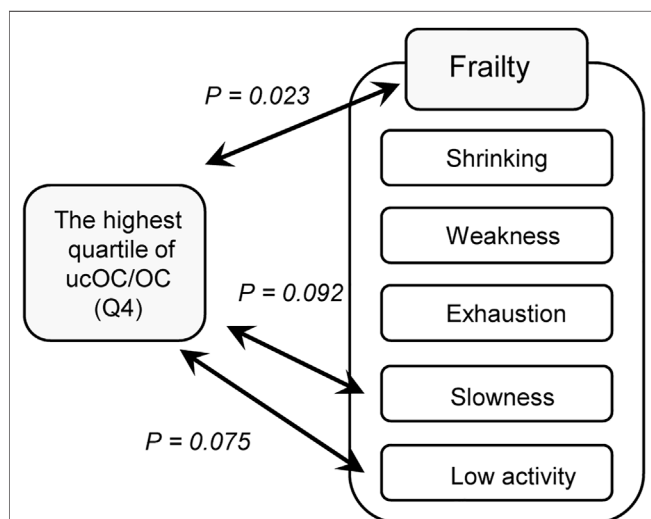 Frailty
P = 0.023
Shrinking
The highest
quartile of
ucOC/OC
(Q4)
Weakness
P = 0.092
Exhaustion
Slowness
P = 0.075
Low activity